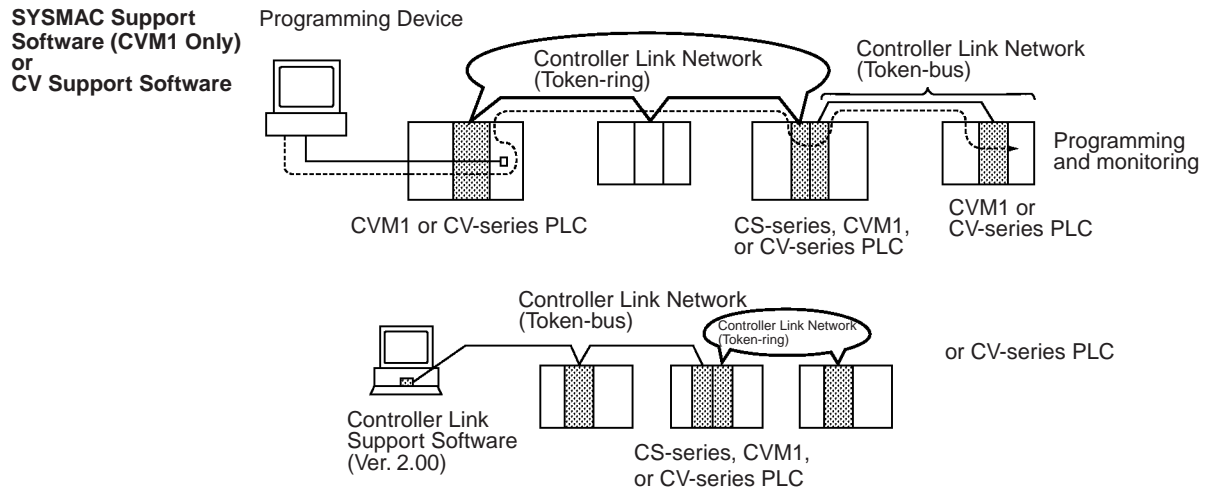 SYSMAC Support
Software (CVM1 Only)
or
CV Support Software
Programming Device
Controller Link Network
(Token-ring)
Controller Link Network
(Token-bus)
Programming
and monitoring
CVM1 or CV-series PLC
CS-series, CVM1,
or CV-series PLC
CVM1 or
CV-series PLC
Controller Link Network
(Token-bus)
Controller Link Network
(Token-ring)
or CV-series PLC
Controller Link
Support Software
(Ver. 2.00)
CS-series, CVM1,
or CV-series PLC